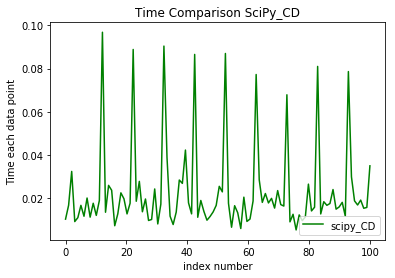 Time Comparison SciPy_CD
0.10
0.08
0.06
0.04
0.02
Time each data point
0 20 40 60 80 100
index number
scipy_CD